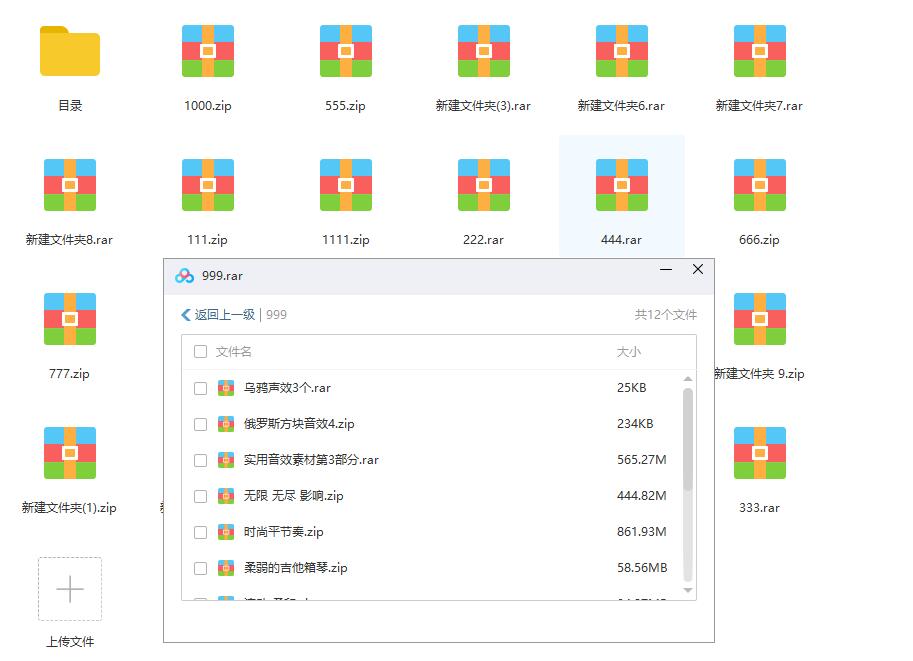 目录
1000.zip
555.zip
新建文件夹(3).rar
新建文件夹6.rar
新建文件夹7.rar
新建文件夹8.rar
111.zip
1111.zip
222.rar
444.rar
666.zip
777.zip
新建文件夹 9.zip
新建文件夹(1).zip
333.rar
上传文件
999.rar
返回上一级 | 999
共12个文件
文件名 大小
乌鸦声效3个.rar 25KB
俄罗斯方块音效4.zip 234KB
实用音效素材第3部分.rar 565.27M
无限 无尽 影响.zip 444.82M
时尚平节奏.zip 861.93M
柔弱的吉他箱琴.zip 58.56MB